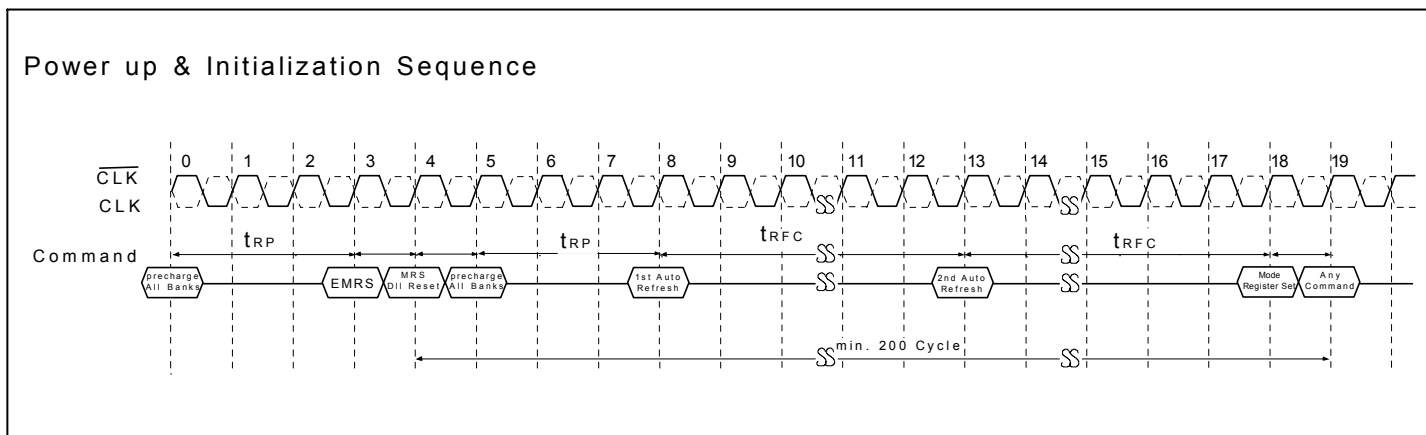 Power up & Initialization Sequence
0 1 2 3 4 5 6 7 8 9 10 11 12 13 14 15 16 17 18 19
CLK
CLK
tRP tRP tRFC tRFC
Command
precharge All Banks
EMRS
MRS Dll Reset
precharge All Banks
1st Auto Refresh
2nd Auto Refresh
Mode Register Set
Any Command
min. 200 Cycle